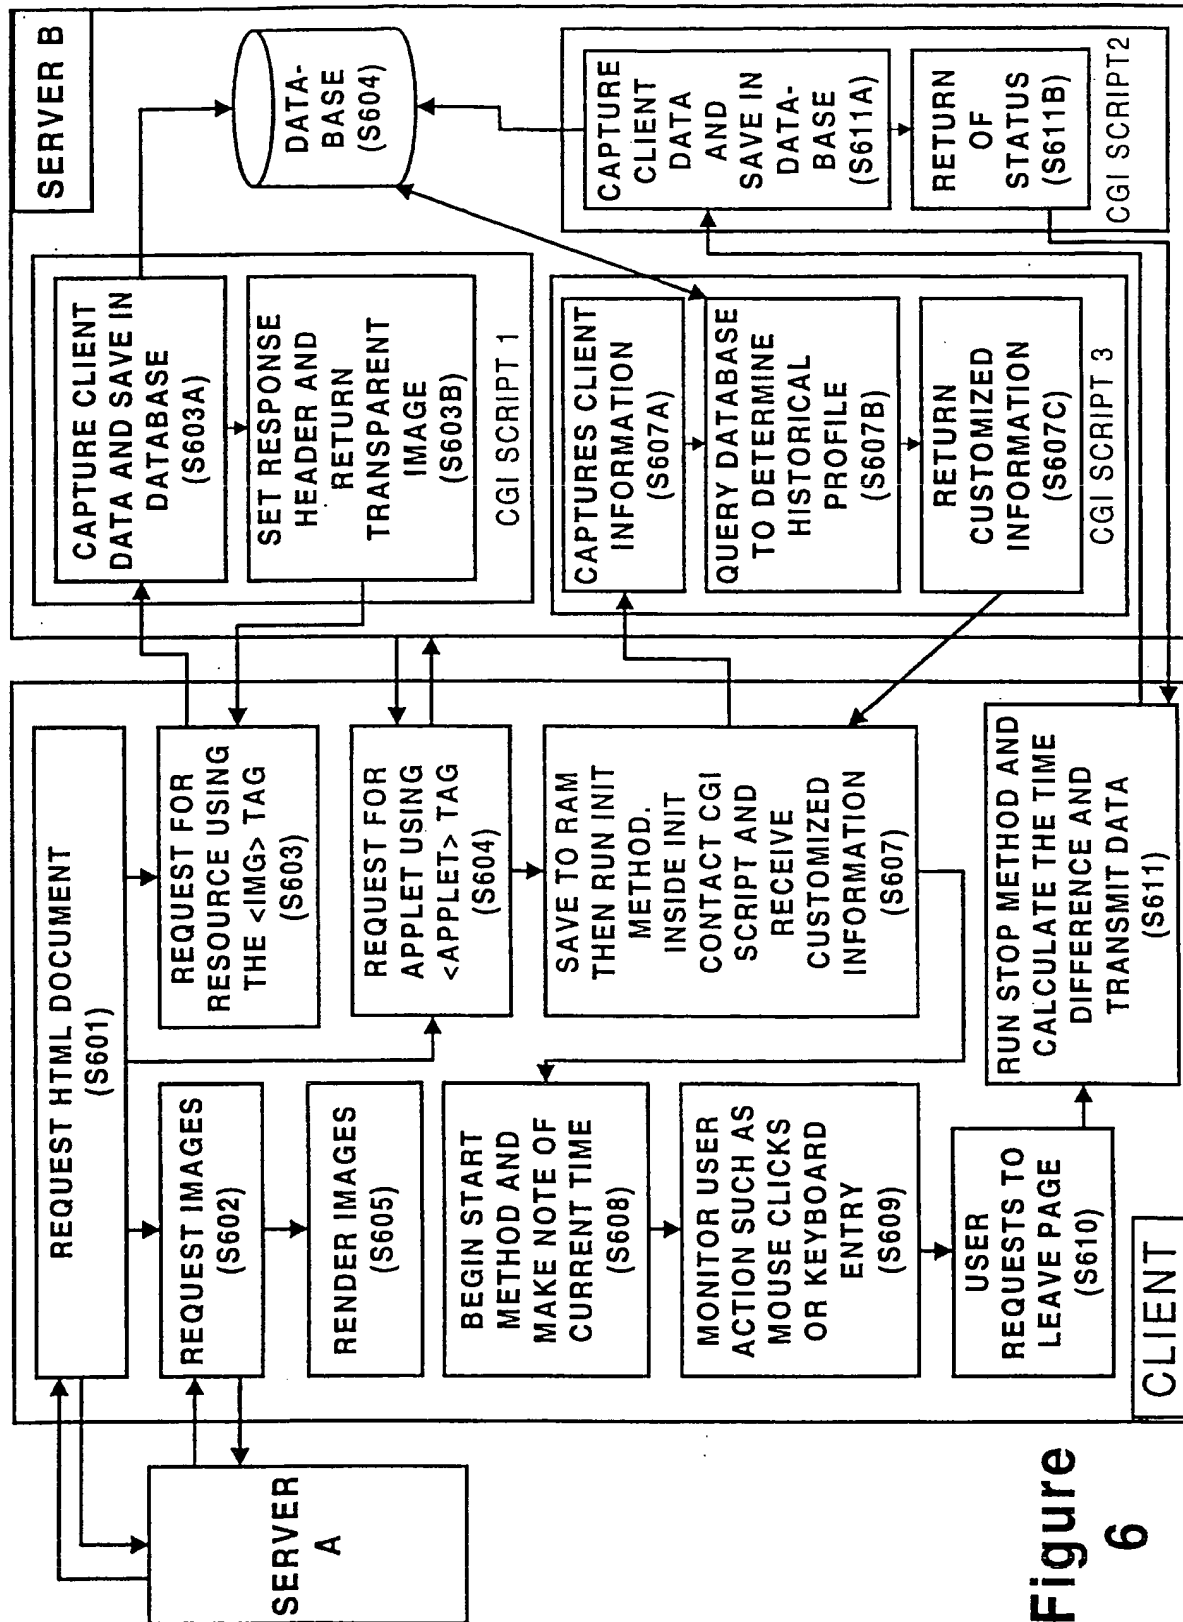 SERVER
A
REQUEST HTML DOCUMENT
(S601)
REQUEST IMAGES
(S602)
RENDER IMAGES
(S605)
REQUEST FOR
RESOURCE USING
THE <IMG> TAG
(S603)
REQUEST FOR
APPLET USING
<APPLET> TAG
(S604)
SAVE TO RAM
THEN RUN INIT
METHOD.
INSIDE INIT
CONTACT CGI
SCRIPT AND
RECEIVE
CUSTOMIZED
INFORMATION
(S607)
BEGIN START
METHOD AND
MAKE NOTE OF
CURRENT TIME
(S608)
MONITOR USER
ACTION SUCH AS
MOUSE CLICKS
OR KEYBOARD
ENTRY
(S609)
USER
REQUESTS TO
LEAVE PAGE
(S610)
RUN STOP METHOD AND
CALCULATE THE TIME
DIFFERENCE AND
TRANSMIT DATA
(S611)
CLIENT
SERVER B
CAPTURE CLIENT
DATA AND SAVE IN
DATABASE
(S603A)
SET RESPONSE
HEADER AND
RETURN
TRANSPARENT
IMAGE
(S603B)
CGI SCRIPT 1
DATA-
BASE
(S604)
CAPTURES CLIENT
INFORMATION
(S607A)
QUERY DATABASE
TO DETERMINE
HISTORICAL
PROFILE
(S607B)
RETURN
CUSTOMIZED
INFORMATION
(S607C)
CGI SCRIPT 3
CAPTURE
CLIENT
DATA
AND
SAVE IN
DATA-
BASE
(S611A)
RETURN
OF
STATUS
(S611B)
CGI SCRIPT2
Figure
6